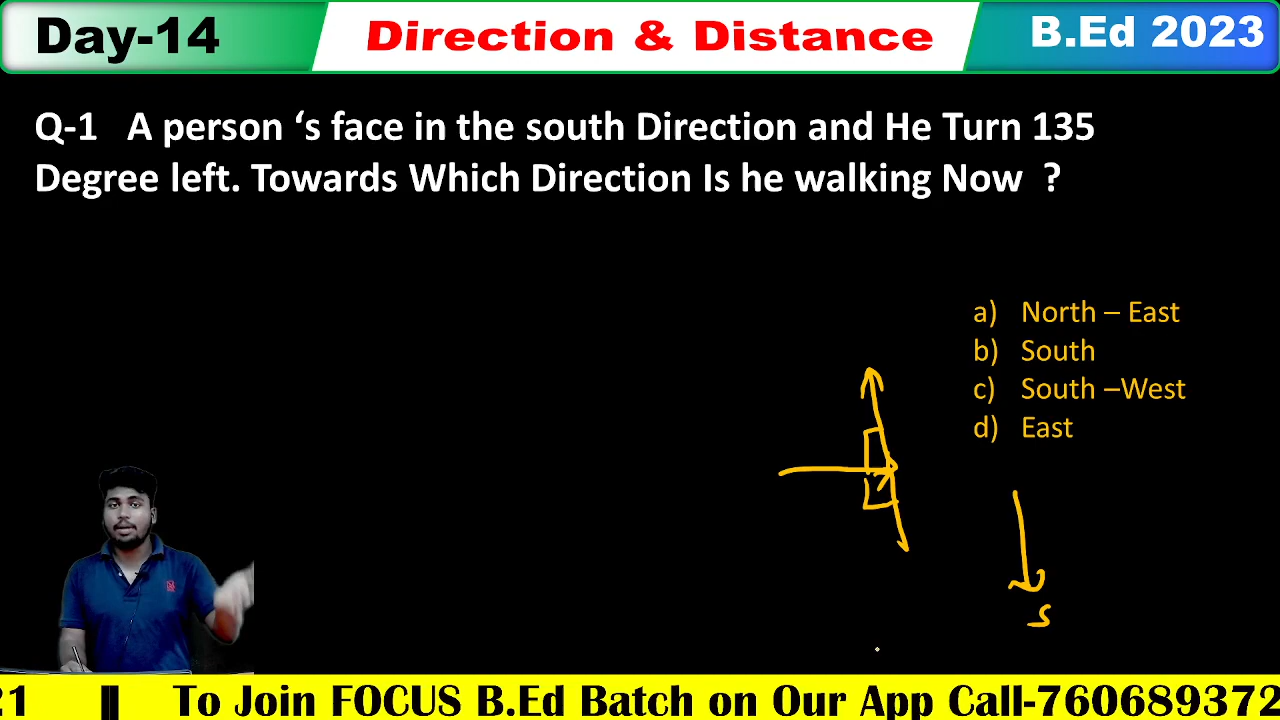 Day-14
Direction & Distance
B.Ed 2023
Q-1 A person ‘s face in the south Direction and He Turn 135
Degree left. Towards Which Direction Is he walking Now ?
a) North – East
b) South
c) South –West
d) East
S
21 || To Join FOCUS B.Ed Batch on Our App Call-760689372